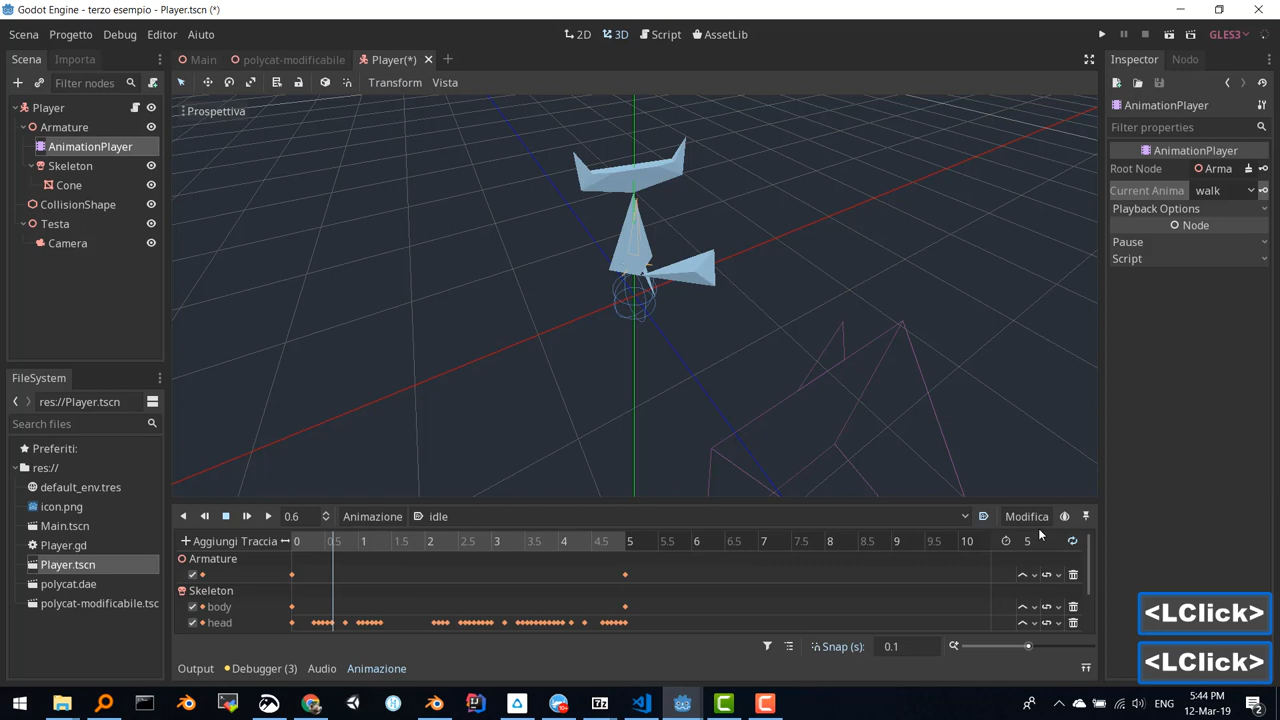 Godot Engine - terzo esempio - Player.tscn (*)
Scena Progetto Debug Editor Aiuto
2D 3D Script AssetLib
GLES3
Scena Importa
Main polycat-modificabile Player(*)
Inspector Nodo
Filter nodes
Transform Vista
Prospettiva
Player
Armature
AnimationPlayer
Skeleton
Cone
CollisionShape
Testa
Camera
AnimationPlayer
Filter properties
AnimationPlayer
Root Node Arma
Current Anima walk
Playback Options
Node
Pause
Script
FileSystem
res://Player.tscn
Search files
Preferiti:
res://
default_env.tres
icon.png
Main.tscn
Player.gd
Player.tscn
polycat.dae
polycat-modificabile.tsc
0.6 Animazione idle Modifica
Aggiungi Traccia 0 0.5 1 1.5 2 2.5 3 3.5 4 4.5 5 5.5 6 6.5 7 7.5 8 8.5 9 9.5 10 5
Armature
Skeleton
body
head
Snap (s): 0.1
Output Debugger (3) Audio Animazione
<LClick>
<LClick>
ENG
5:44 PM
12-Mar-19
2